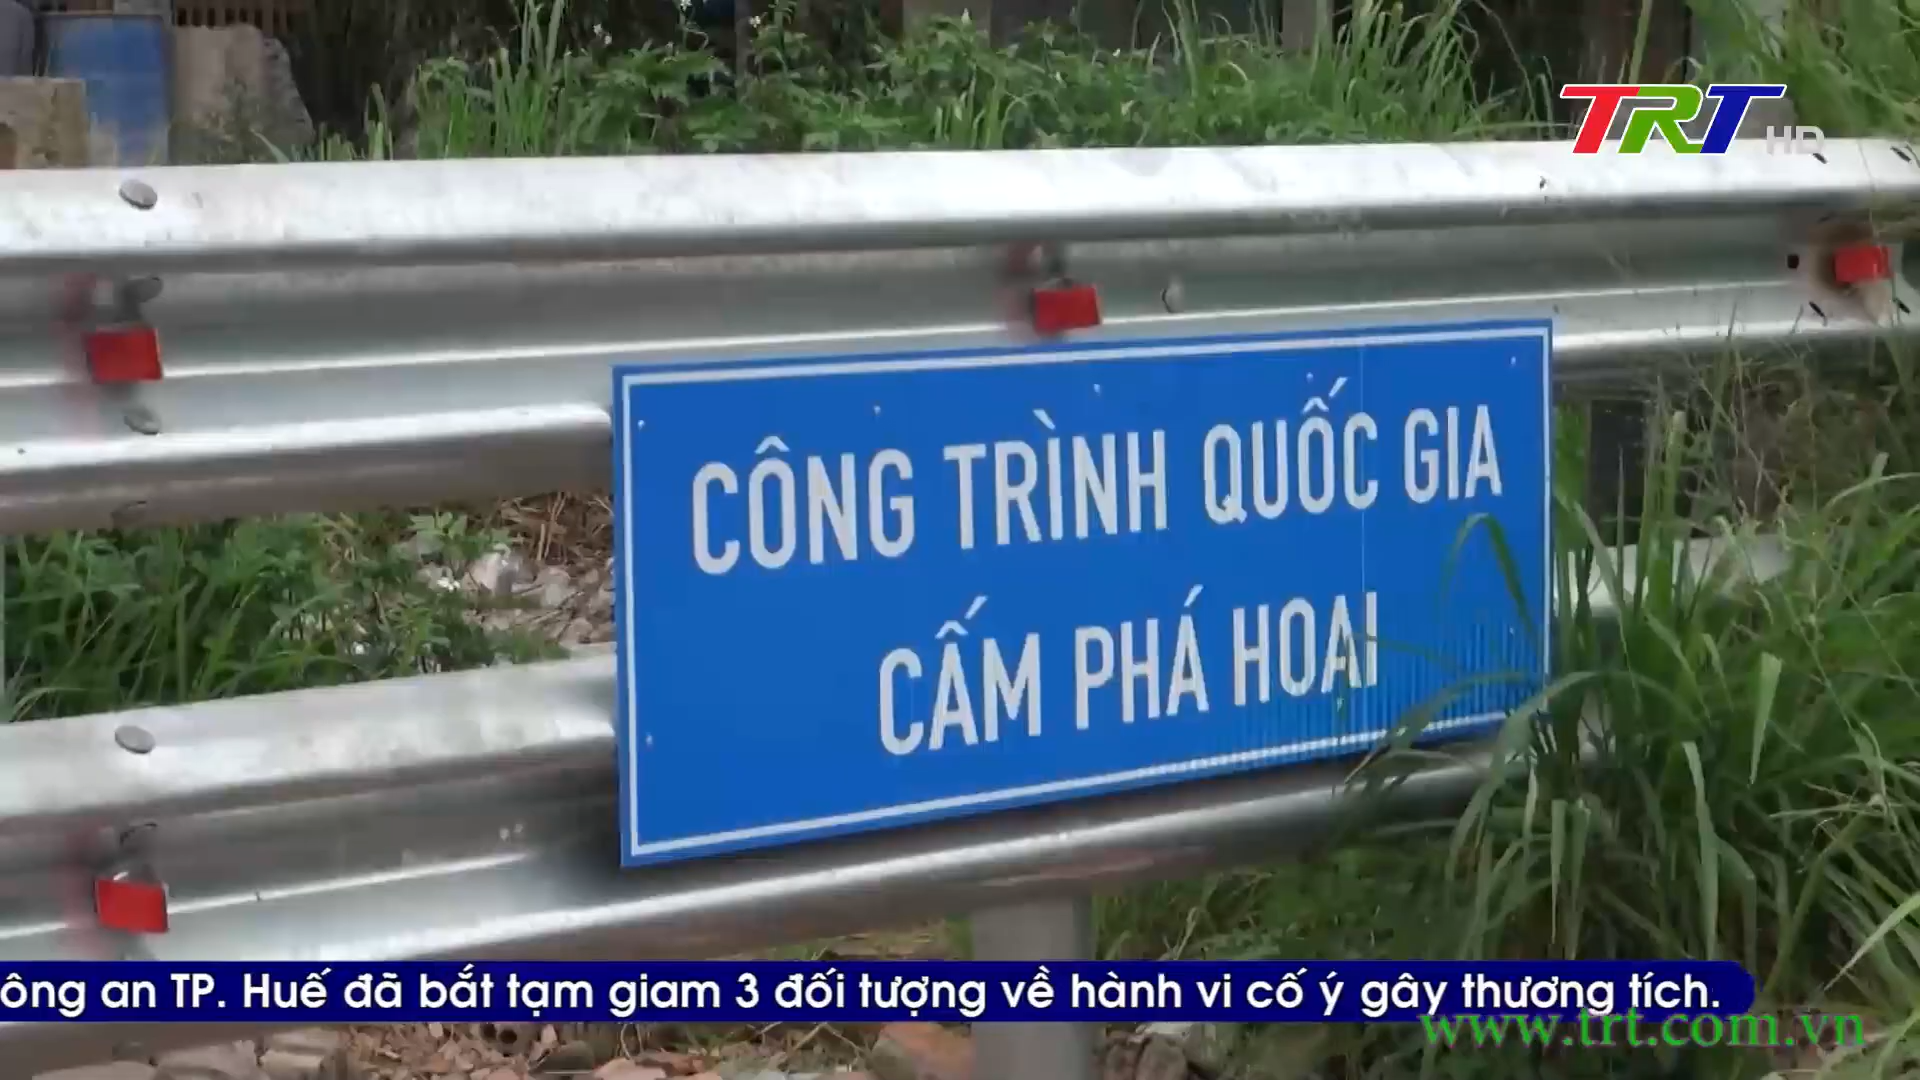 TRT HD
CÔNG TRÌNH QUỐC GIA
CẤM PHÁ HOẠI
ông an TP. Huế đã bắt tạm giam 3 đối tượng về hành vi cố ý gây thương tích.
www.trt.com.vn